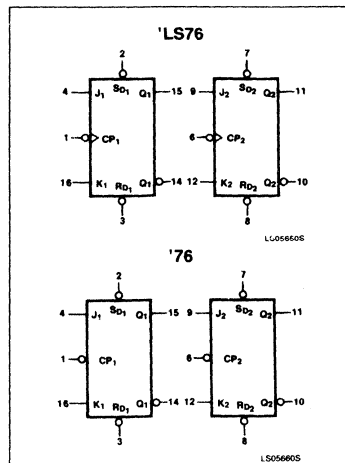 'LS76
2 7
4 J1 SD1 Q1 15 9 J2 SD2 Q2 11
1 CP1 6 CP2
16 K1 RD1 Q1 14 12 K2 RD2 Q2 10
3 8
LS05650S
'76
2 7
4 J1 SD1 Q1 15 9 J2 SD2 Q2 11
1 CP1 6 CP2
16 K1 RD1 Q1 14 12 K2 RD2 Q2 10
3 8
LS05660S